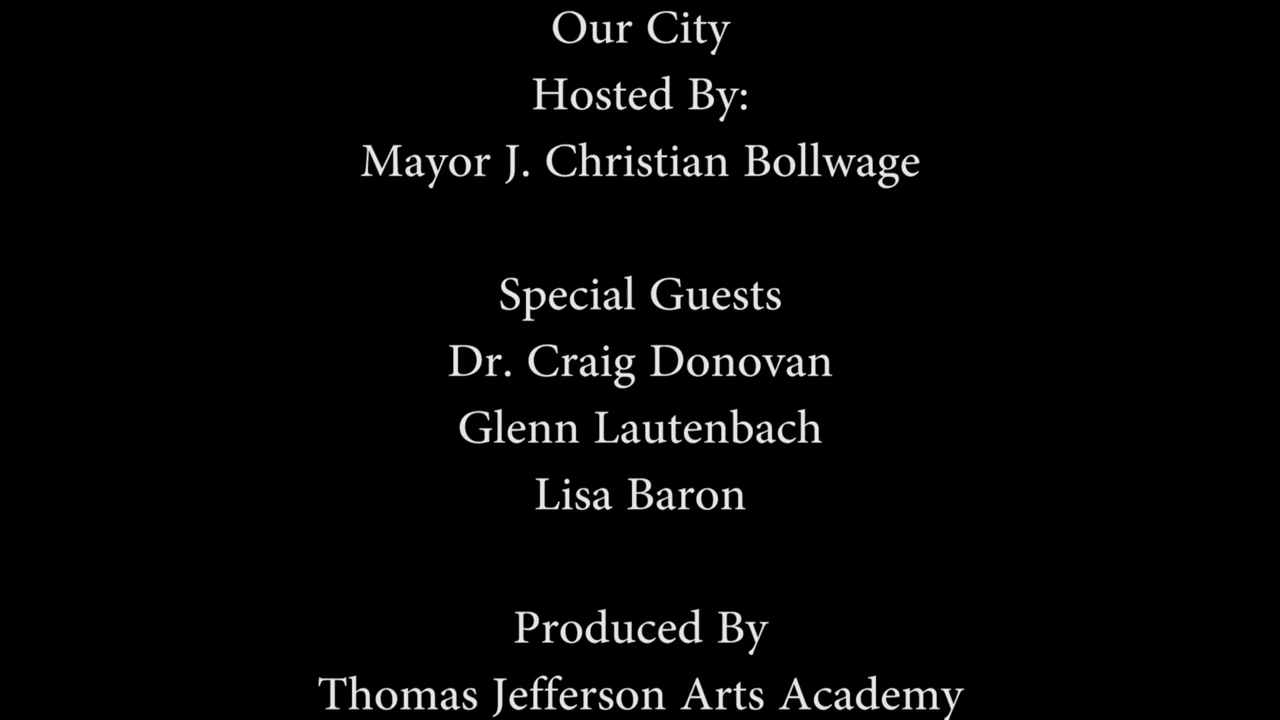 Our City
Hosted By:
Mayor J. Christian Bollwage
Special Guests
Dr. Craig Donovan
Glenn Lautenbach
Lisa Baron
Produced By
Thomas Jefferson Arts Academy